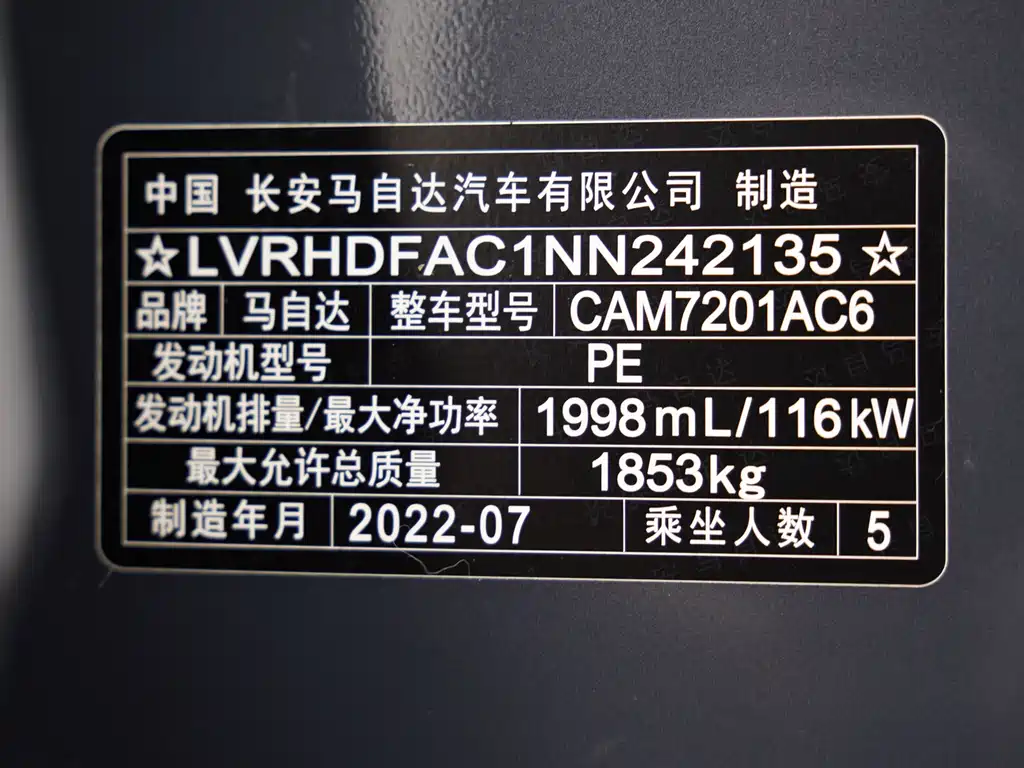 中国 长安马自达汽车有限公司 制造
☆LVRHDFAC1NN242135☆
品牌 马自达 整车型号 CAM7201AC6
发动机型号 PE
发动机排量/最大净功率 1998mL/116kW
最大允许总质量 1853kg
制造年月 2022-07 乘坐人数 5